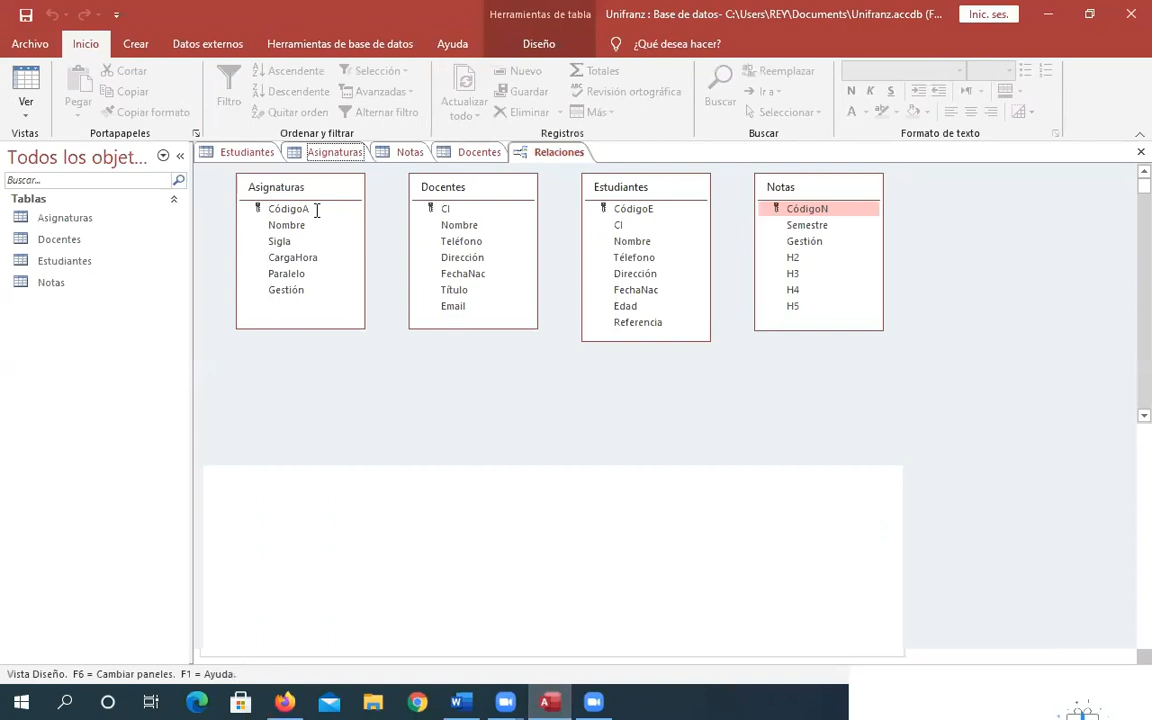 Herramientas de tabla
Unifranz : Base de datos- C:\Users\REY\Documents\Unifranz.accdb (F...
Inic. ses.
Archivo Inicio Crear Datos externos Herramientas de base de datos Ayuda Diseño ¿Qué desea hacer?
Ver
Pegar
Cortar
Copiar
Copiar formato
Filtro
Ascendente
Descendente
Quitar orden
Selección
Avanzadas
Alternar filtro
Actualizar todo
Nuevo
Guardar
Eliminar
Totales
Revisión ortográfica
Más
Buscar
Reemplazar
Ir a
Seleccionar
N K S
A
Vistas Portapapeles Ordenar y filtrar Registros Buscar Formato de texto
Todos los objet...
Buscar...
Tablas
Asignaturas
Docentes
Estudiantes
Notas
Estudiantes Asignaturas Notas Docentes Relaciones
Asignaturas
CódigoA
Nombre
Sigla
CargaHora
Paralelo
Gestión
Docentes
CI
Nombre
Teléfono
Dirección
FechaNac
Título
Email
Estudiantes
CódigoE
CI
Nombre
Télefono
Dirección
FechaNac
Edad
Referencia
Notas
CódigoN
Semestre
Gestión
H2
H3
H4
H5
Vista Diseño. F6 = Cambiar paneles. F1 = Ayuda.